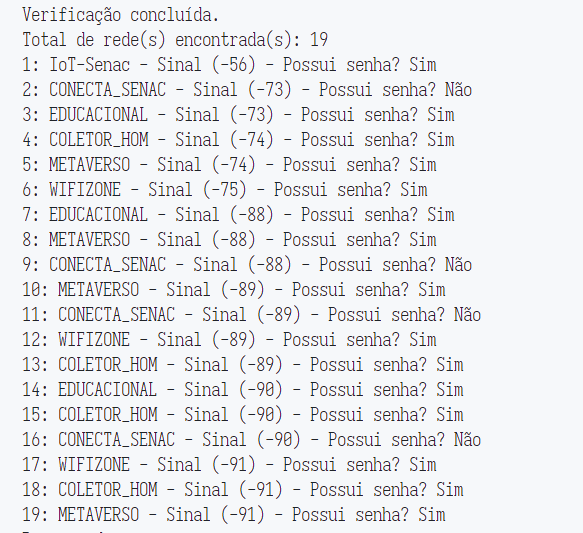 Verificação concluída.
Total de rede(s) encontrada(s): 19
1: IoT-Senac - Sinal (-56) - Possui senha? Sim
2: CONECTA_SENAC - Sinal (-73) - Possui senha? Não
3: EDUCACIONAL - Sinal (-73) - Possui senha? Sim
4: COLETOR_HOM - Sinal (-74) - Possui senha? Sim
5: METAVERSO - Sinal (-74) - Possui senha? Sim
6: WIFIZONE - Sinal (-75) - Possui senha? Sim
7: EDUCACIONAL - Sinal (-88) - Possui senha? Sim
8: METAVERSO - Sinal (-88) - Possui senha? Sim
9: CONECTA_SENAC - Sinal (-88) - Possui senha? Não
10: METAVERSO - Sinal (-89) - Possui senha? Sim
11: CONECTA_SENAC - Sinal (-89) - Possui senha? Não
12: WIFIZONE - Sinal (-89) - Possui senha? Sim
13: COLETOR_HOM - Sinal (-89) - Possui senha? Sim
14: EDUCACIONAL - Sinal (-90) - Possui senha? Sim
15: COLETOR_HOM - Sinal (-90) - Possui senha? Sim
16: CONECTA_SENAC - Sinal (-90) - Possui senha? Não
17: WIFIZONE - Sinal (-91) - Possui senha? Sim
18: COLETOR_HOM - Sinal (-91) - Possui senha? Sim
19: METAVERSO - Sinal (-91) - Possui senha? Sim